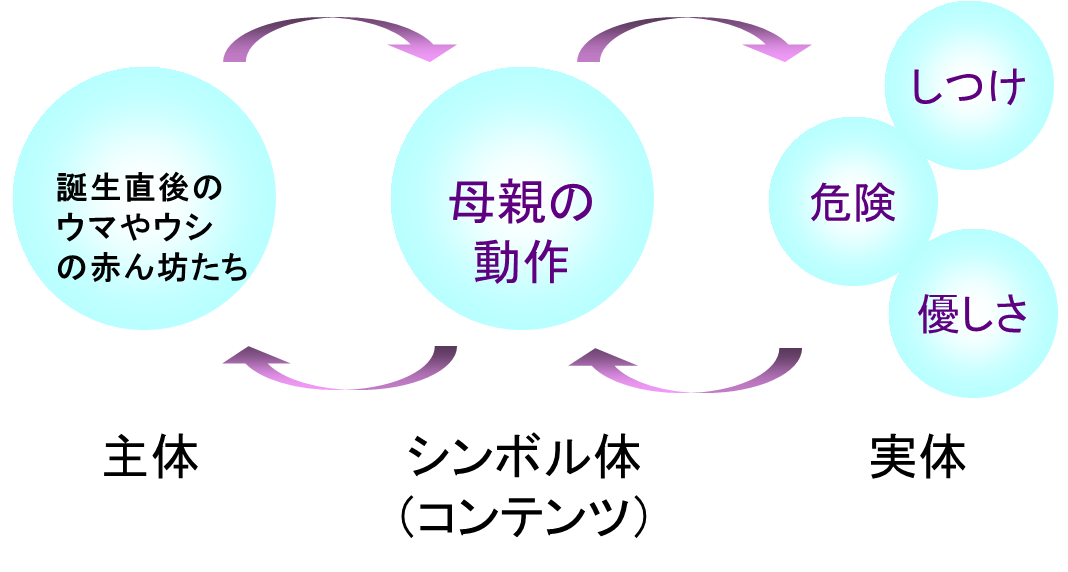 誕生直後の
ウマやウシ
の赤ん坊たち
母親の
動作
しつけ
危険
優しさ
主体
シンボル体
（コンテンツ）
実体